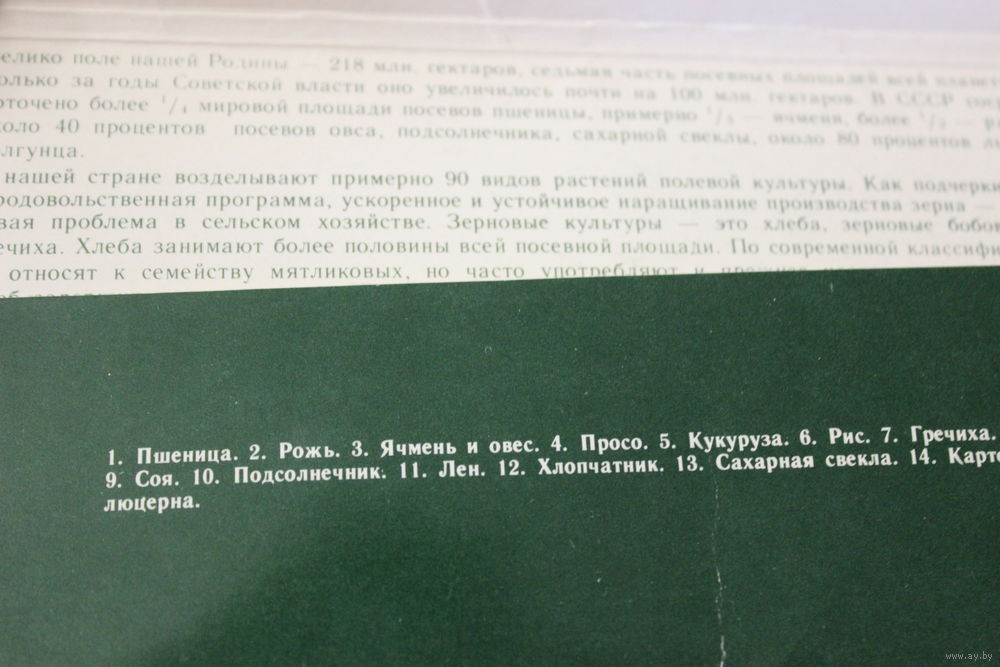 елико поле нашей Родины — 218 млн. гектаров, седьмая часть посевных площадей всей
олько за годы Советской власти оно увеличилось почти на 100 млн. гектаров. В СССР
оточено более 1/4 мировой площади посевов пшеницы, примерно 1/3 — ячменя, более 1/2 —
коло 40 процентов посевов овса, подсолнечника, сахарной свеклы, около 80 процентов
лгунца.
нашей стране возделывают примерно 90 видов растений полевой культуры. Как подчерки
родовольственная программа, ускоренное и устойчивое наращивание производства зерна —
вая проблема в сельском хозяйстве. Зерновые культуры — это хлеба, зерновые бобов
ечиха. Хлеба занимают более половины всей посевной площади. По современной классифи
относят к семейству мятликовых, но часто употребляют и
1. Пшеница. 2. Рожь. 3. Ячмень и овес. 4. Просо. 5. Кукуруза. 6. Рис. 7. Гречиха.
9. Соя. 10. Подсолнечник. 11. Лен. 12. Хлопчатник. 13. Сахарная свекла. 14. Карто
люцерна.
www.ay.by